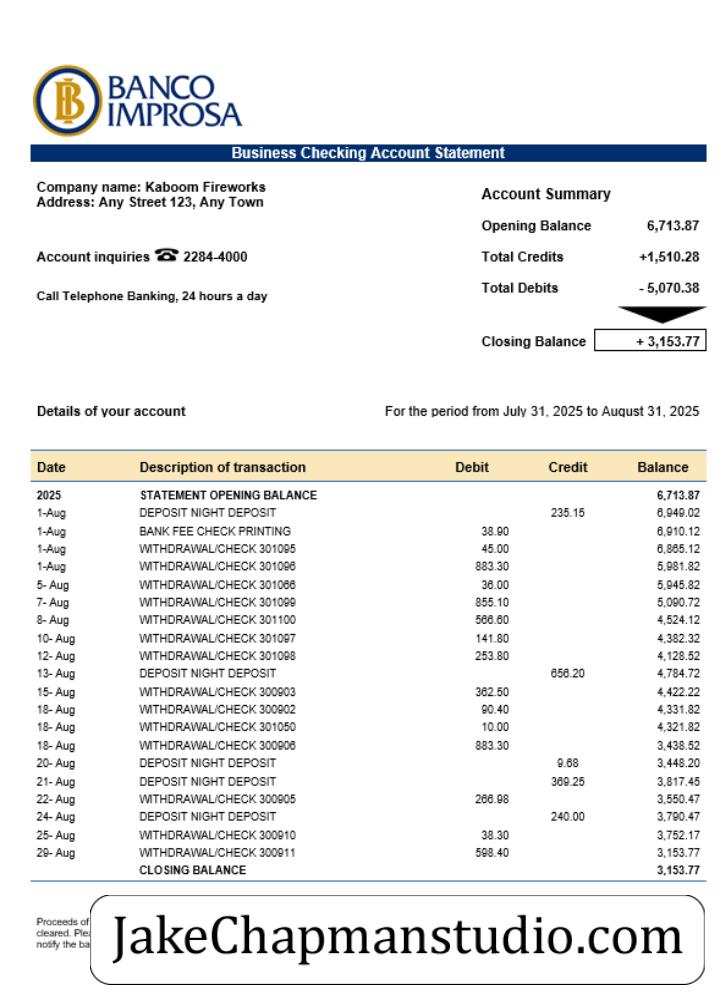 BANCO
IMPROSA
Business Checking Account Statement
Company name: Kaboom Fireworks
Address: Any Street 123, Any Town
Account inquiries ☎ 2284-4000
Call Telephone Banking, 24 hours a day
Account Summary
Opening Balance 6,713.87
Total Credits +1,510.28
Total Debits - 5,070.38
Closing Balance + 3,153.77
Details of your account For the period from July 31, 2025 to August 31, 2025
Date Description of transaction Debit Credit Balance
2025 STATEMENT OPENING BALANCE 6,713.87
1-Aug DEPOSIT NIGHT DEPOSIT 235.15 6,949.02
1-Aug BANK FEE CHECK PRINTING 38.90 6,910.12
1-Aug WITHDRAWAL/CHECK 301095 45.00 6,865.12
1-Aug WITHDRAWAL/CHECK 301096 883.30 5,981.82
5- Aug WITHDRAWAL/CHECK 301066 36.00 5,945.82
7- Aug WITHDRAWAL/CHECK 301099 855.10 5,090.72
8- Aug WITHDRAWAL/CHECK 301100 566.60 4,524.12
10- Aug WITHDRAWAL/CHECK 301097 141.80 4,382.32
12- Aug WITHDRAWAL/CHECK 301098 253.80 4,128.52
13- Aug DEPOSIT NIGHT DEPOSIT 656.20 4,784.72
15- Aug WITHDRAWAL/CHECK 300903 362.50 4,422.22
18- Aug WITHDRAWAL/CHECK 300902 90.40 4,331.82
18- Aug WITHDRAWAL/CHECK 301050 10.00 4,321.82
18- Aug WITHDRAWAL/CHECK 300906 883.30 3,438.52
20- Aug DEPOSIT NIGHT DEPOSIT 9.68 3,448.20
21- Aug DEPOSIT NIGHT DEPOSIT 369.25 3,817.45
22- Aug WITHDRAWAL/CHECK 300905 266.98 3,550.47
24- Aug DEPOSIT NIGHT DEPOSIT 240.00 3,790.47
25- Aug WITHDRAWAL/CHECK 300910 38.30 3,752.17
29- Aug WITHDRAWAL/CHECK 300911 598.40 3,153.77
CLOSING BALANCE 3,153.77
Proceeds of
cleared.
notify the
JakeChapmanstudio.com